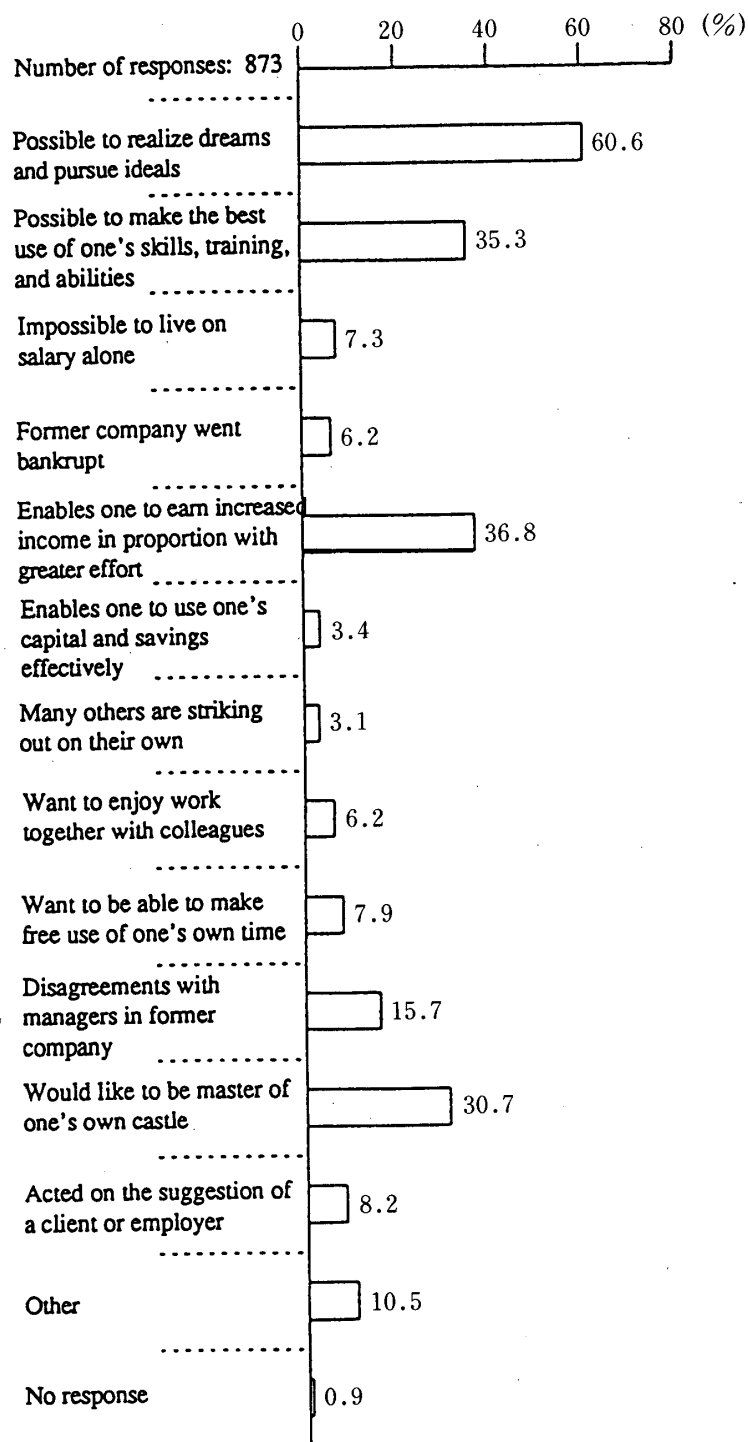 0 20 40 60 80 (%)
Number of responses: 873
Possible to realize dreams
and pursue ideals
60.6
Possible to make the best
use of one's skills, training,
and abilities
35.3
Impossible to live on
salary alone
7.3
Former company went
bankrupt
6.2
Enables one to earn increased
income in proportion with
greater effort
36.8
Enables one to use one's
capital and savings
effectively
3.4
Many others are striking
out on their own
3.1
Want to enjoy work
together with colleagues
6.2
Want to be able to make
free use of one's own time
7.9
Disagreements with
managers in former
company
15.7
Would like to be master of
one's own castle
30.7
Acted on the suggestion of
a client or employer
8.2
Other
10.5
No response
0.9